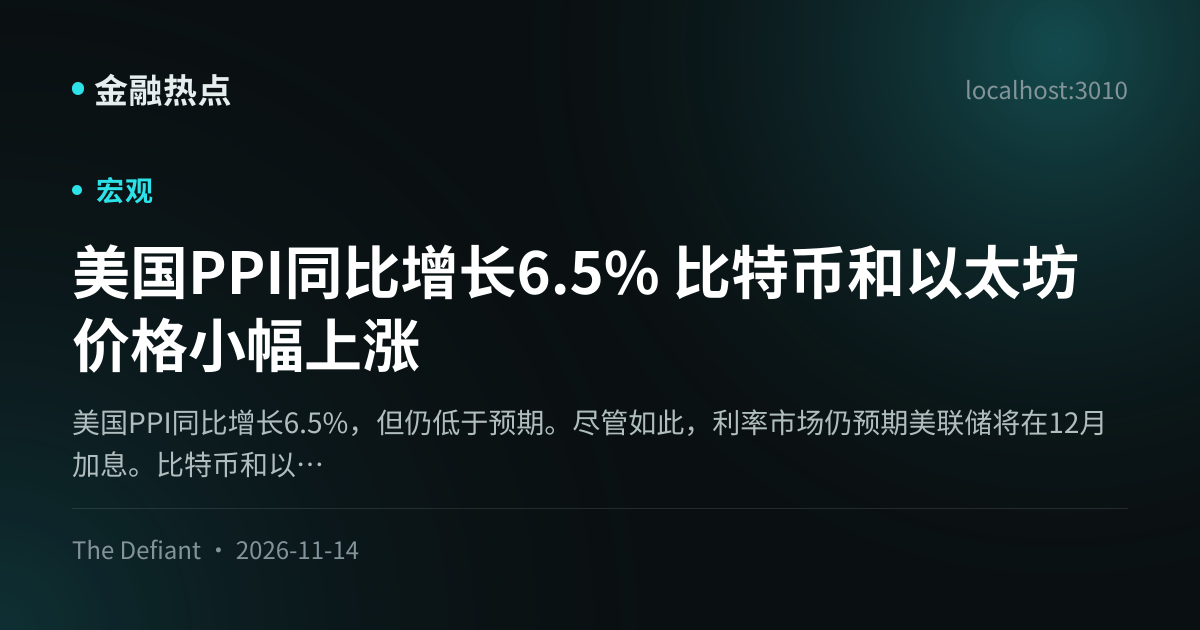 金融热点
localhost:3010
宏观
美国PPI同比增长6.5% 比特币和以太坊
价格小幅上涨
美国PPI同比增长6.5%，但仍低于预期。尽管如此，利率市场仍预期美联储将在12月
加息。比特币和以…
The Defiant · 2026-11-14